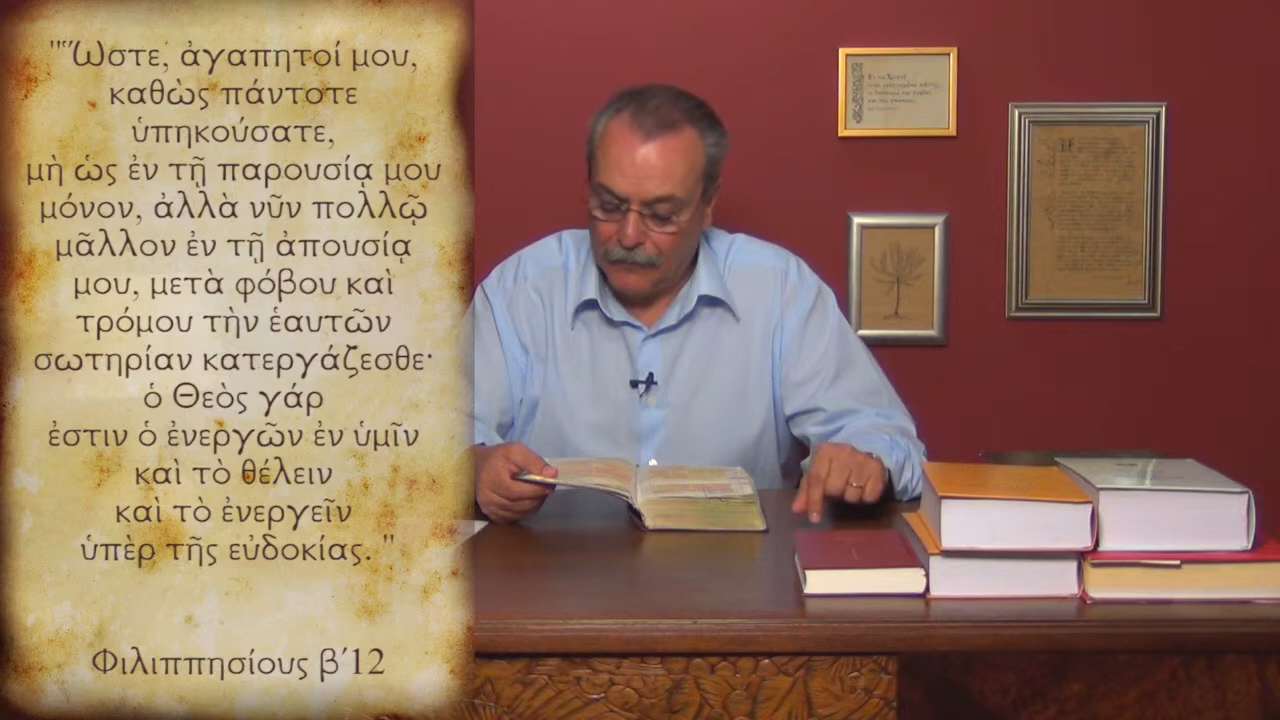 "Ὥστε, ἀγαπητοί μου,
καθὼς πάντοτε
ὑπηκούσατε,
μὴ ὡς ἐν τῇ παρουσίᾳ μου
μόνον, ἀλλὰ νῦν πολλῷ
μᾶλλον ἐν τῇ ἀπουσίᾳ
μου, μετὰ φόβου καὶ
τρόμου τὴν ἑαυτῶν
σωτηρίαν κατεργάζεσθε·
ὁ Θεὸς γάρ
ἐστιν ὁ ἐνεργῶν ἐν ὑμῖν
καὶ τὸ θέλειν
καὶ τὸ ἐνεργεῖν
ὑπὲρ τῆς εὐδοκίας. "
Φιλιππησίους β΄12